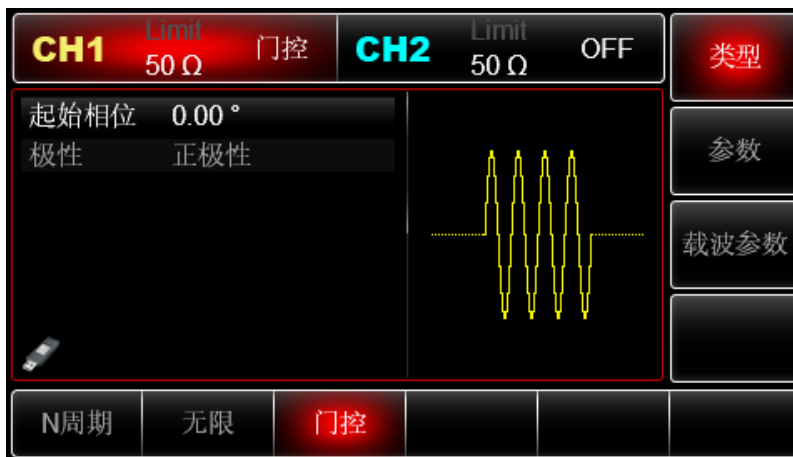 CH1 Limit 50 Ω 门控 CH2 Limit 50 Ω OFF
类型
起始相位 0.00 °
极性 正极性
参数
载波参数
N周期 无限 门控